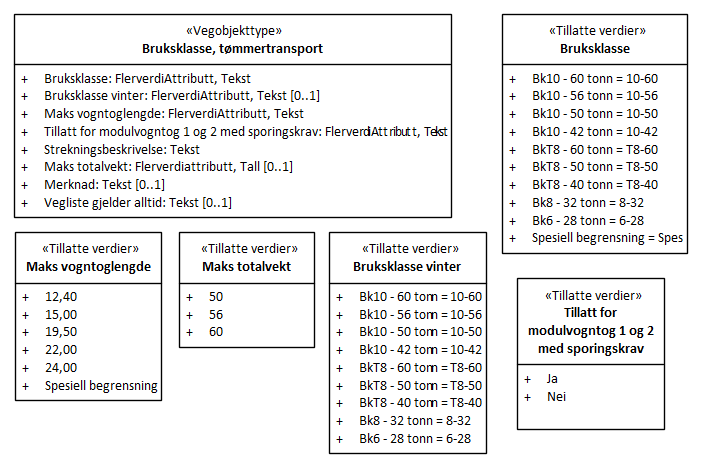 «Vegobjekttype»
Bruksklasse, tømmertransport
+ Bruksklasse: FlerverdiAttributt, Tekst
+ Bruksklasse vinter: FlerverdiAttributt, Tekst [0..1]
+ Maks vogntoglengde: FlerverdiAttributt, Tekst
+ Tillatt for modulvogntog 1 og 2 med sporingskrav: FlerverdiAttributt, Tekst
+ Strekningsbeskrivelse: Tekst
+ Maks totalvekt: Flerverdiattributt, Tall [0..1]
+ Merknad: Tekst [0..1]
+ Vegliste gjelder alltid: Tekst [0..1]
«Tillatte verdier»
Bruksklasse
+ Bk10 - 60 tonn = 10-60
+ Bk10 - 56 tonn = 10-56
+ Bk10 - 50 tonn = 10-50
+ Bk10 - 42 tonn = 10-42
+ BkT8 - 60 tonn = T8-60
+ BkT8 - 50 tonn = T8-50
+ BkT8 - 40 tonn = T8-40
+ Bk8 - 32 tonn = 8-32
+ Bk6 - 28 tonn = 6-28
+ Spesiell begrensning = Spes
«Tillatte verdier»
Maks vogntoglengde
+ 12,40
+ 15,00
+ 19,50
+ 22,00
+ 24,00
+ Spesiell begrensning
«Tillatte verdier»
Maks totalvekt
+ 50
+ 56
+ 60
«Tillatte verdier»
Bruksklasse vinter
+ Bk10 - 60 tonn = 10-60
+ Bk10 - 56 tonn = 10-56
+ Bk10 - 50 tonn = 10-50
+ Bk10 - 42 tonn = 10-42
+ BkT8 - 60 tonn = T8-60
+ BkT8 - 50 tonn = T8-50
+ BkT8 - 40 tonn = T8-40
+ Bk8 - 32 tonn = 8-32
+ Bk6 - 28 tonn = 6-28
«Tillatte verdier»
Tillatt for
modulvogntog 1 og 2
med sporingskrav
+ Ja
+ Nei